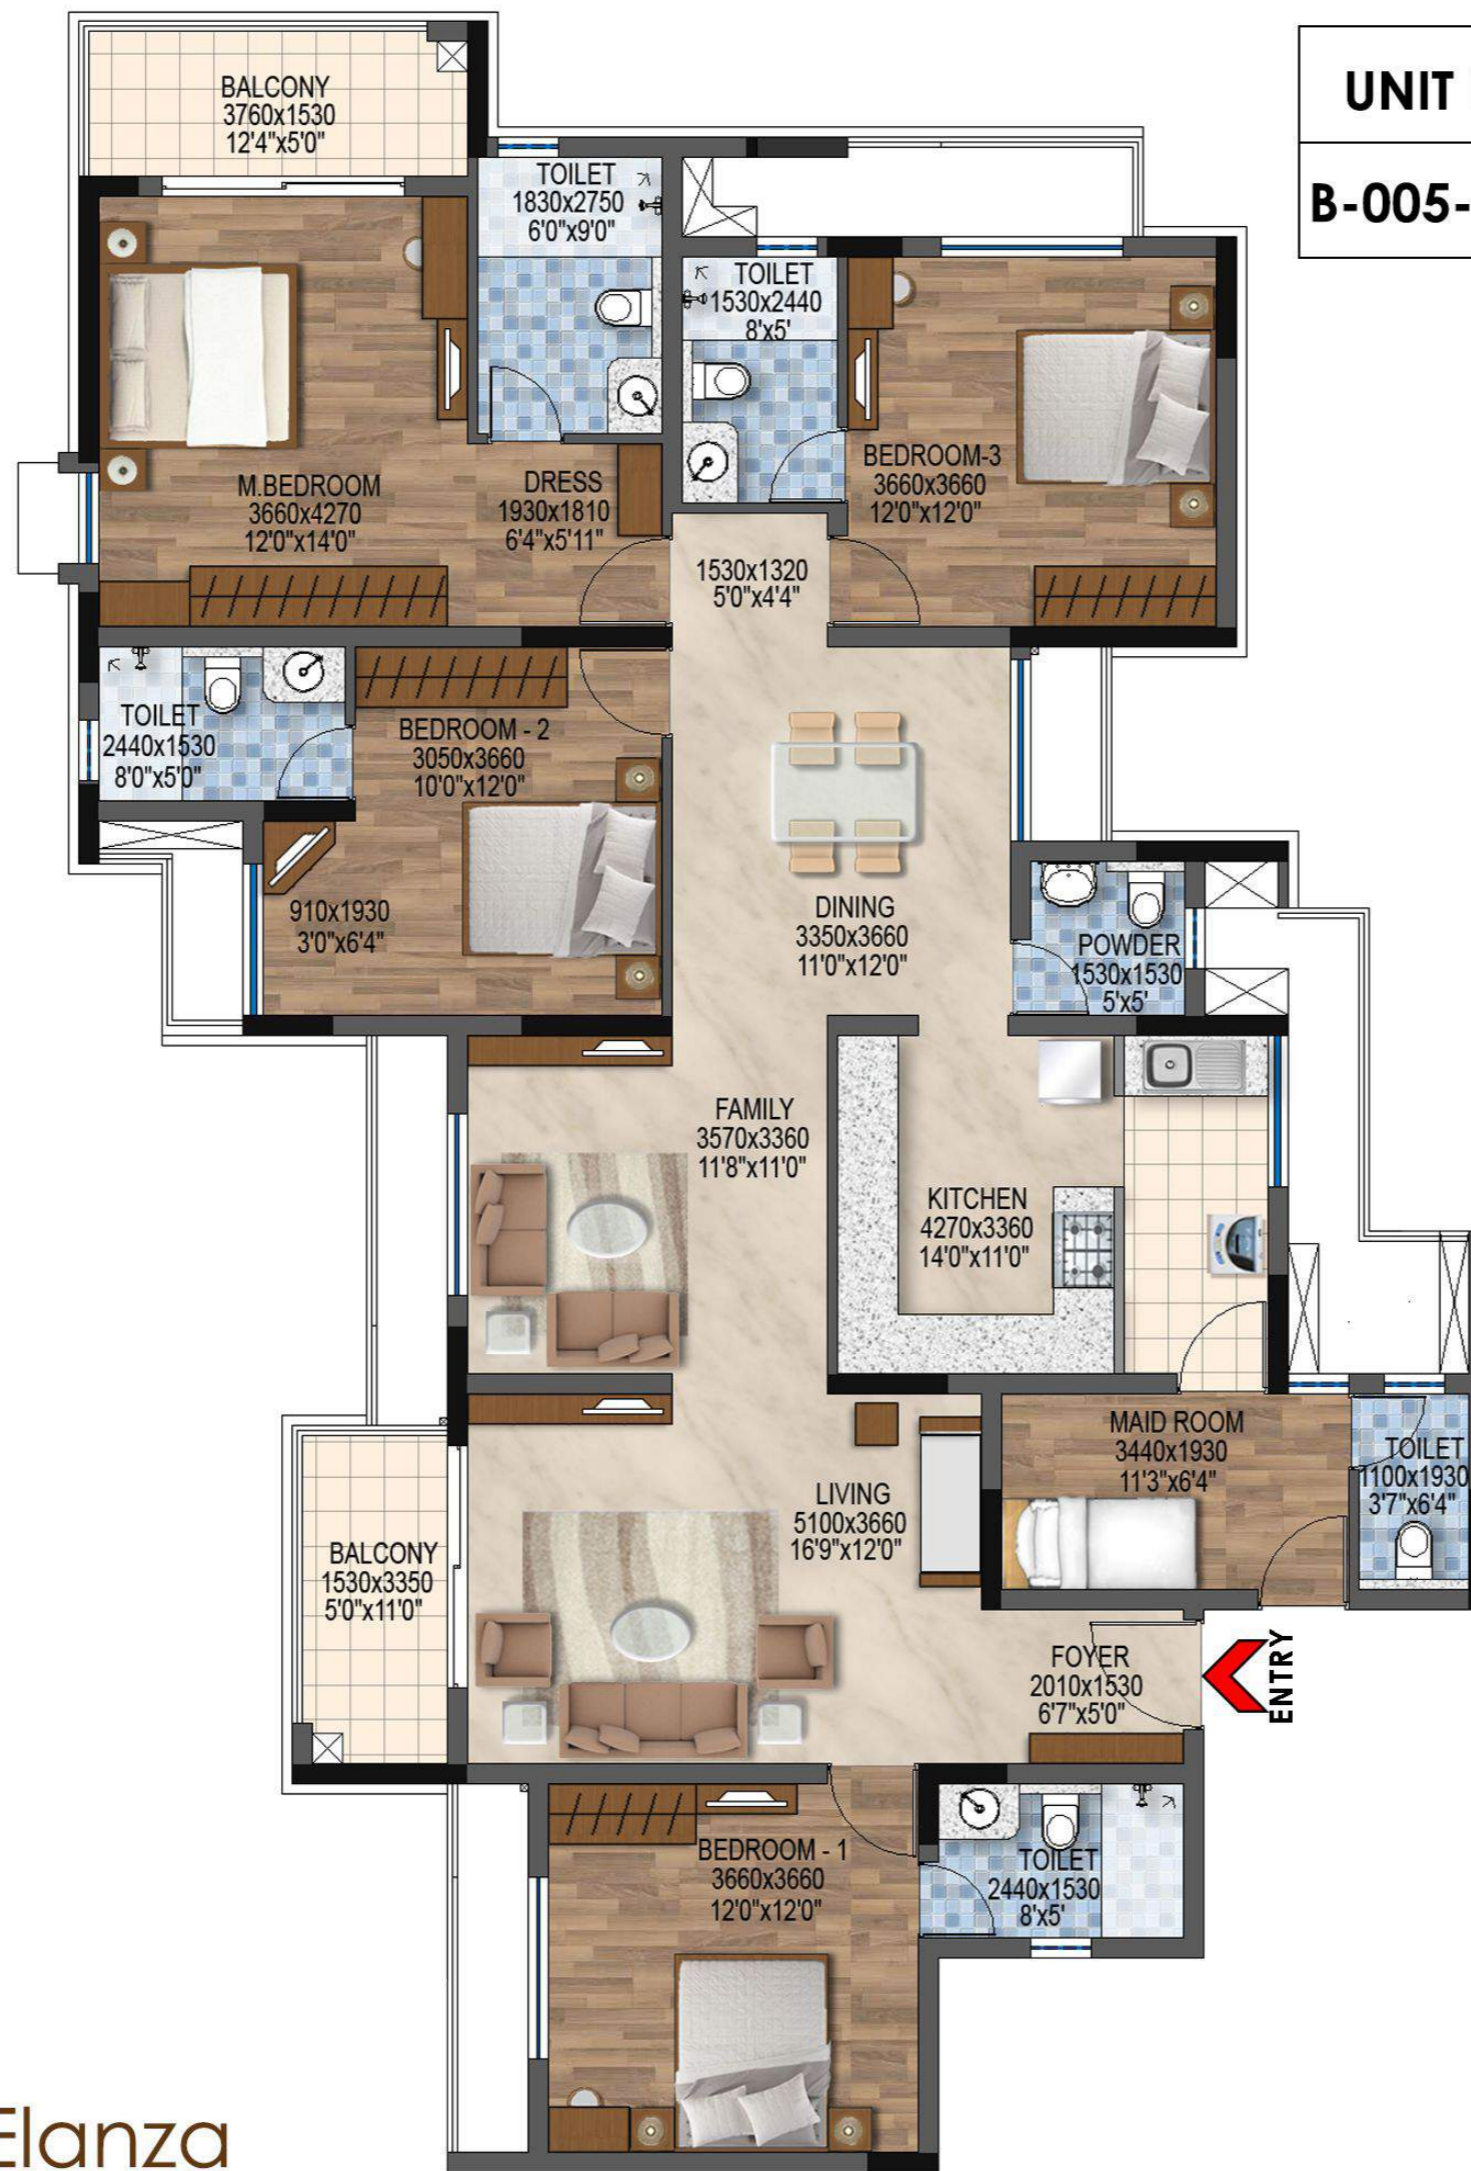 UNIT
B-005-
BALCONY
3760x1530
12'4"x5'0"
TOILET
1830x2750
6'0"x9'0"
TOILET
1530x2440
8'x5'
M.BEDROOM
3660x4270
12'0"x14'0"
DRESS
1930x1810
6'4"x5'11"
BEDROOM-3
3660x3660
12'0"x12'0"
1530x1320
5'0"x4'4"
TOILET
2440x1530
8'0"x5'0"
BEDROOM - 2
3050x3660
10'0"x12'0"
910x1930
3'0"x6'4"
DINING
3350x3660
11'0"x12'0"
POWDER
1530x1530
5'x5'
FAMILY
3570x3360
11'8"x11'0"
KITCHEN
4270x3360
14'0"x11'0"
MAID ROOM
3440x1930
11'3"x6'4"
TOILET
1100x1930
3'7"x6'4"
LIVING
5100x3660
16'9"x12'0"
BALCONY
1530x3350
5'0"x11'0"
FOYER
2010x1530
6'7"x5'0"
ENTRY
BEDROOM - 1
3660x3660
12'0"x12'0"
TOILET
2440x1530
8'x5'
Elanza